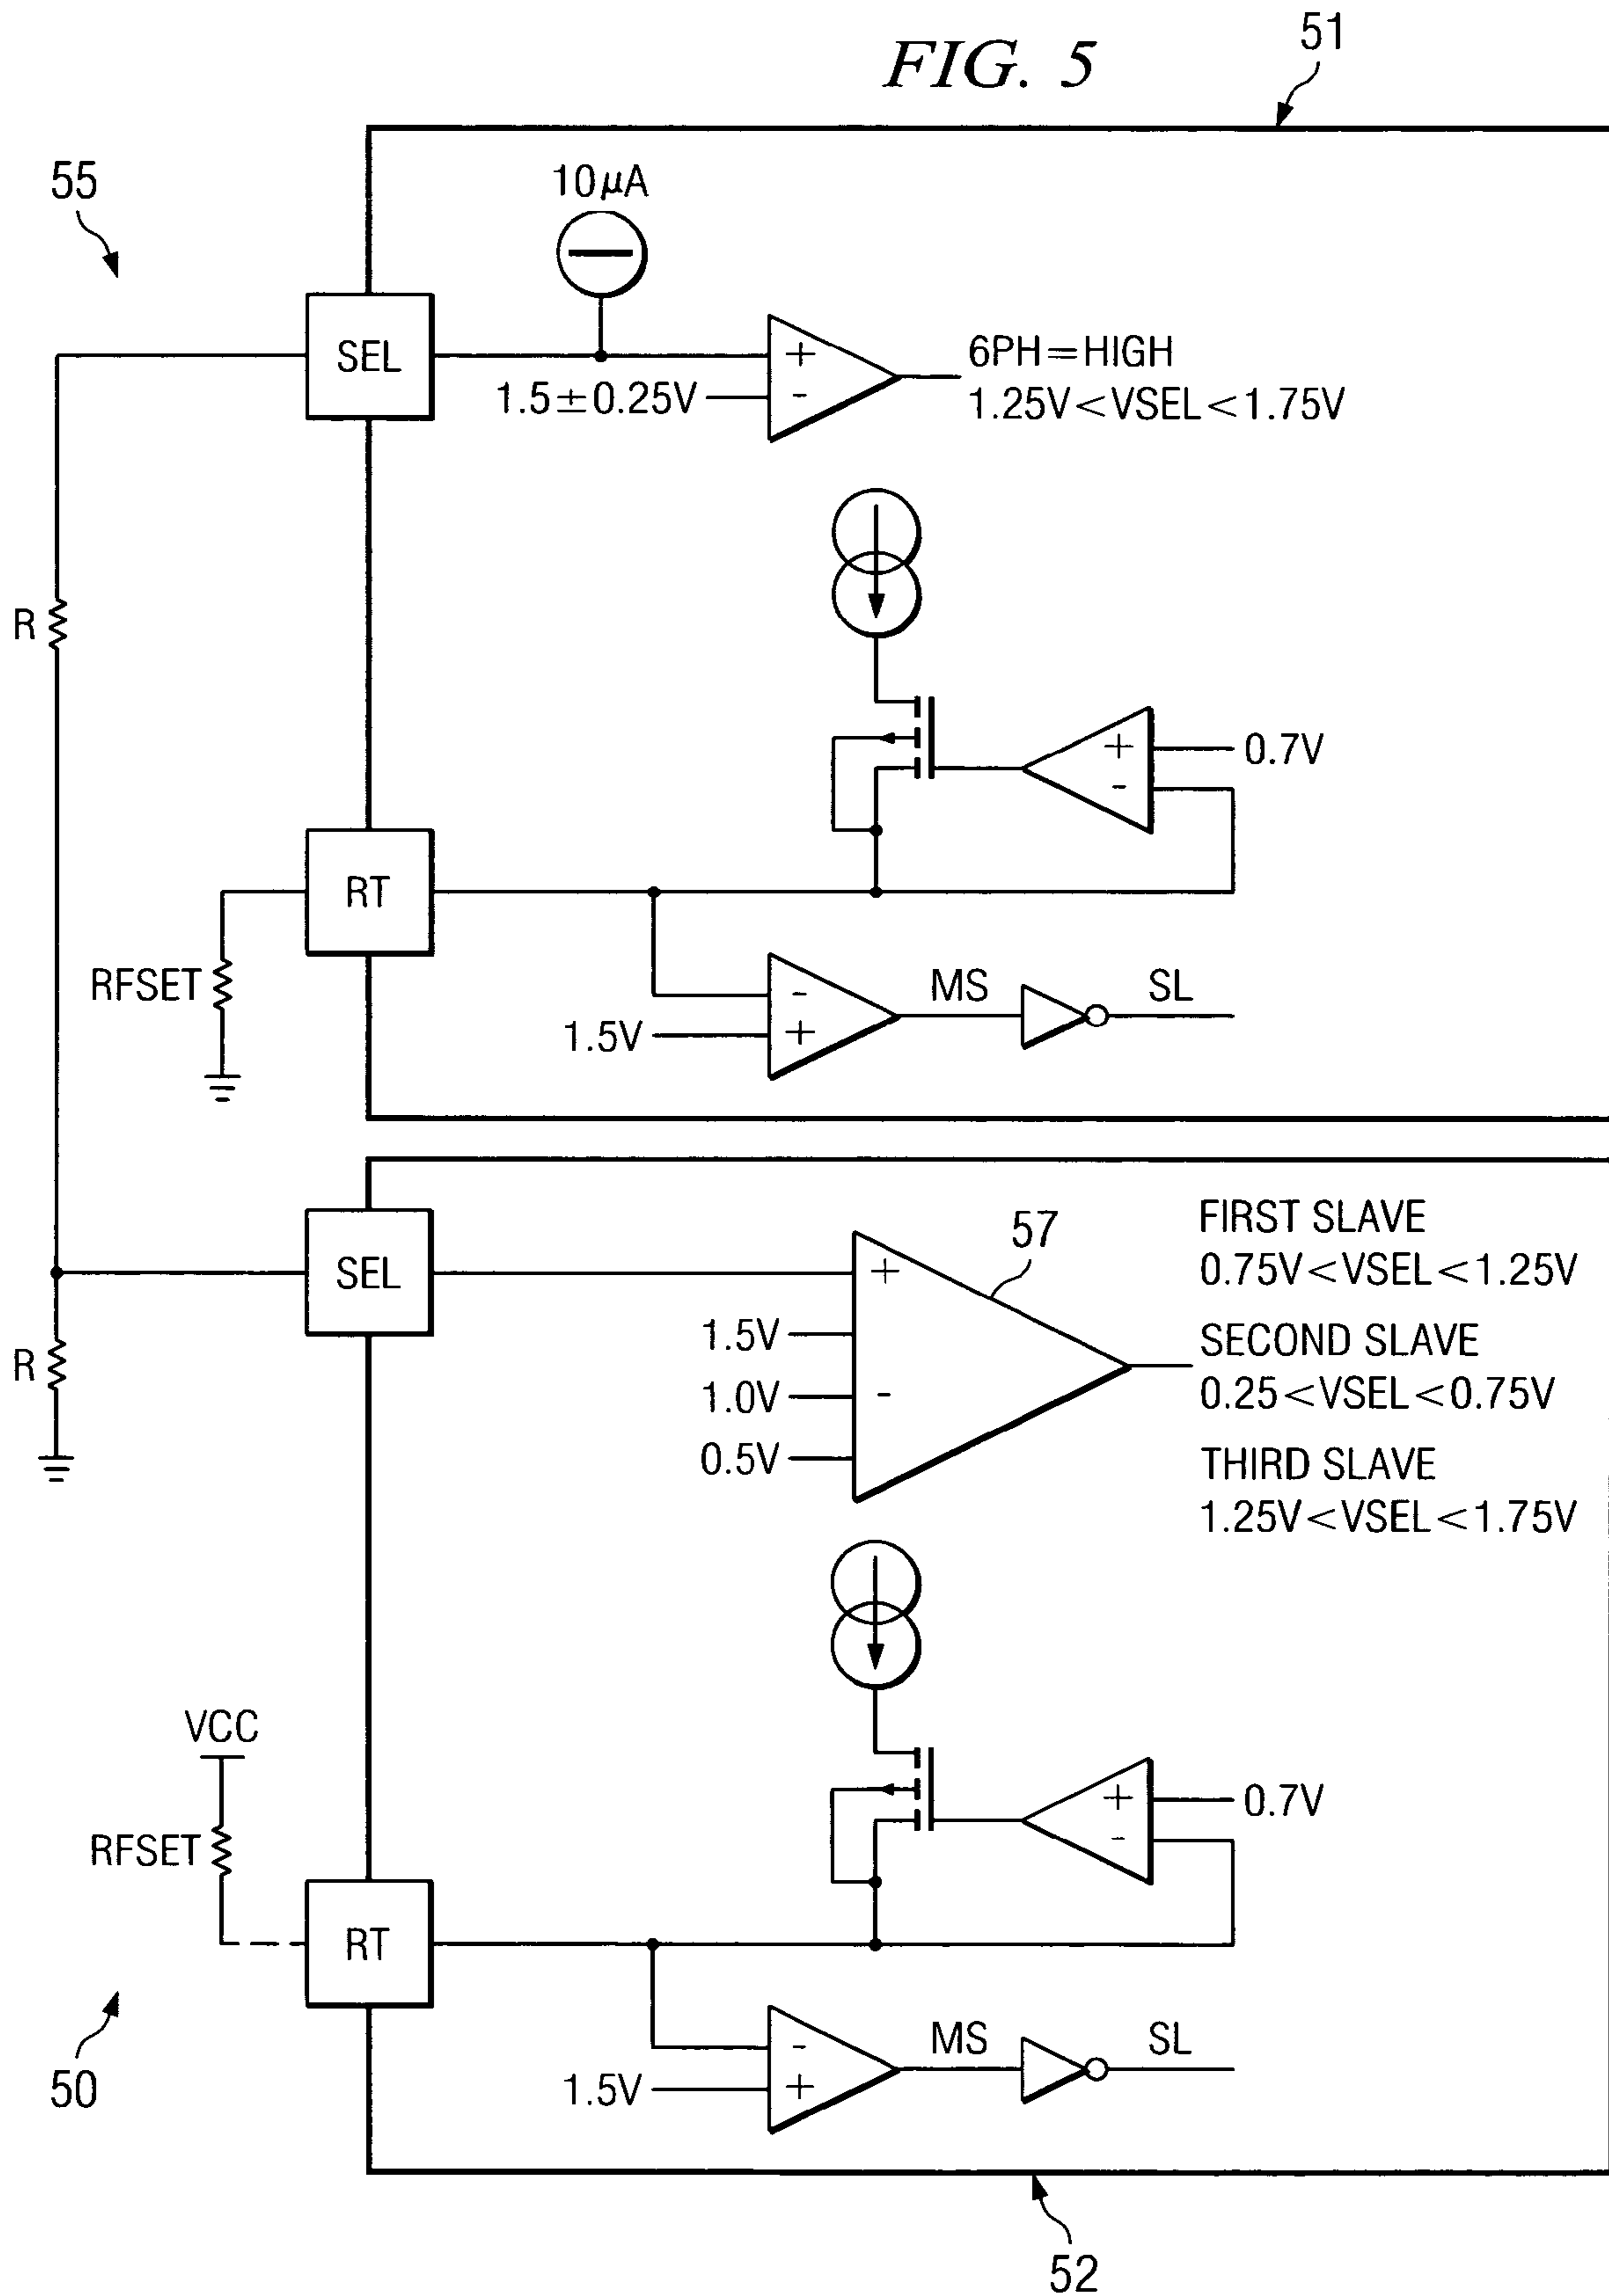 FIG. 5
51
55
10μA
SEL
1.5±0.25V
+
-
6PH=HIGH
1.25V<VSEL<1.75V
R
+
-
0.7V
RT
RFSET
-
+
1.5V
MS
SL
SEL
57
+
-
1.5V
1.0V
0.5V
FIRST SLAVE
0.75V<VSEL<1.25V
SECOND SLAVE
0.25<VSEL<0.75V
THIRD SLAVE
1.25V<VSEL<1.75V
R
VCC
RFSET
+
-
0.7V
RT
-
+
1.5V
MS
SL
50
52